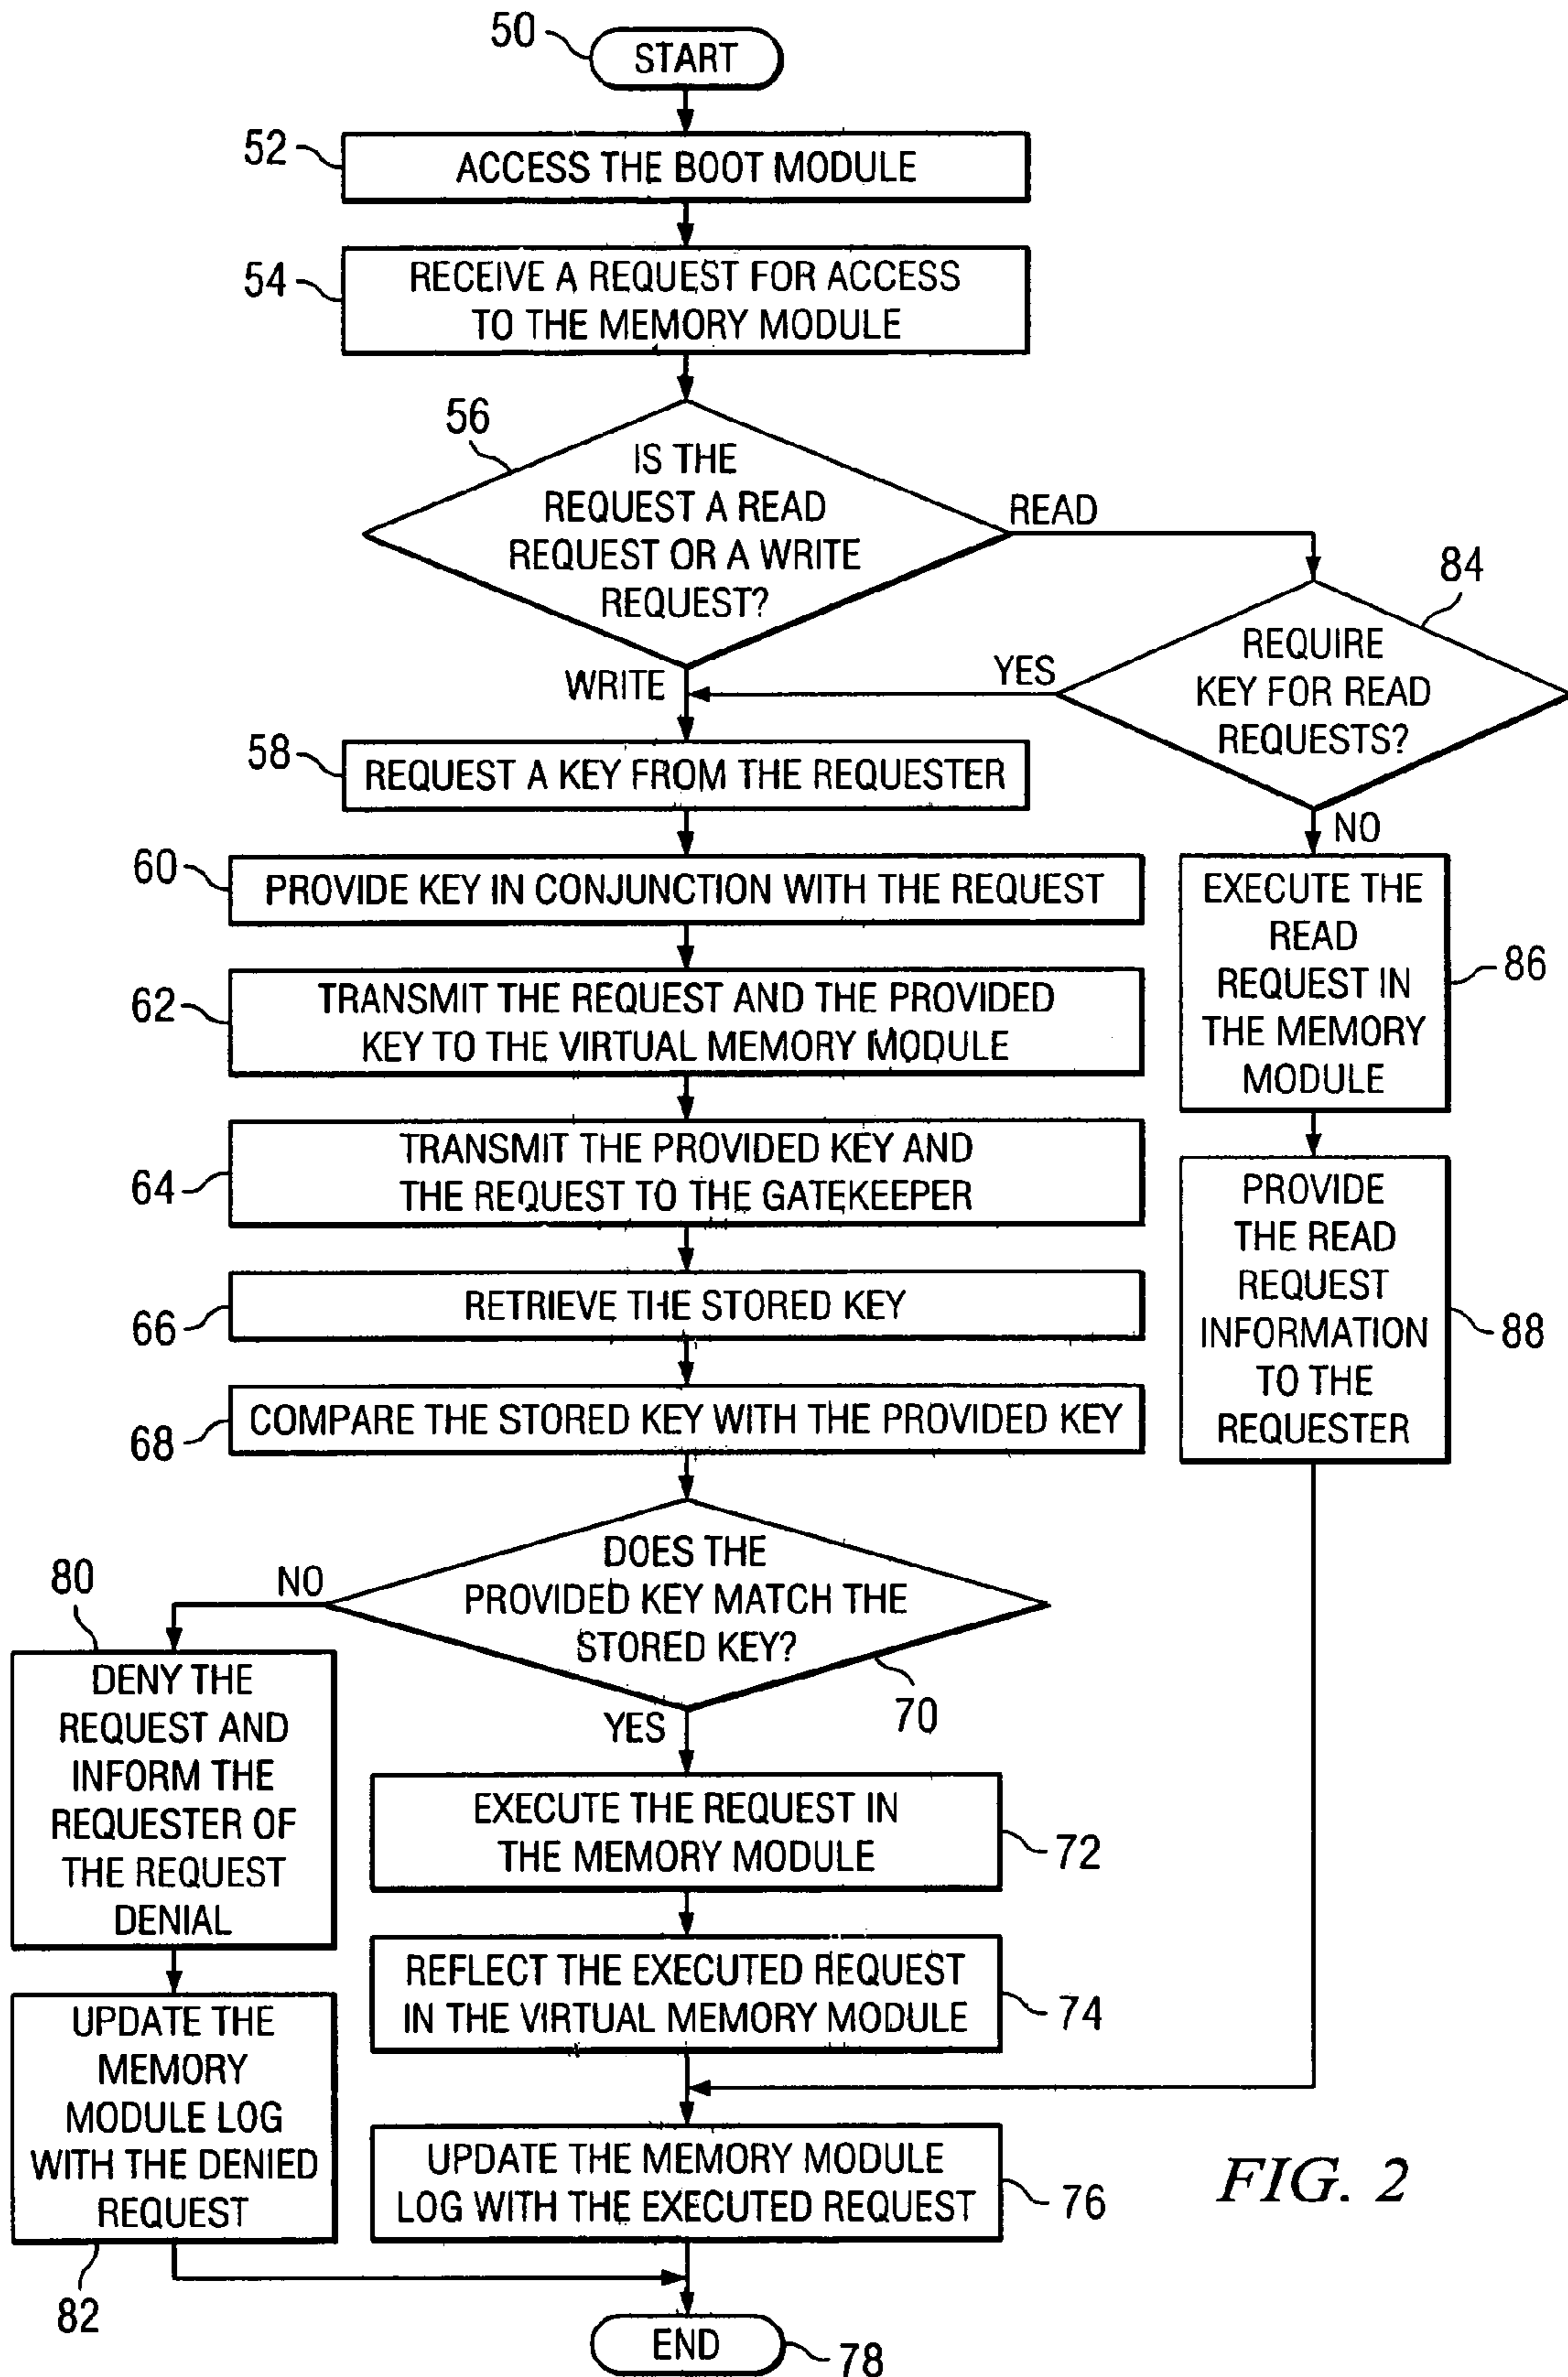 50
START
52
ACCESS THE BOOT MODULE
54
RECEIVE A REQUEST FOR ACCESS
TO THE MEMORY MODULE
56
IS THE
REQUEST A READ
REQUEST OR A WRITE
REQUEST?
READ
WRITE
84
REQUIRE
KEY FOR READ
REQUESTS?
YES
NO
58
REQUEST A KEY FROM THE REQUESTER
60
PROVIDE KEY IN CONJUNCTION WITH THE REQUEST
62
TRANSMIT THE REQUEST AND THE PROVIDED
KEY TO THE VIRTUAL MEMORY MODULE
64
TRANSMIT THE PROVIDED KEY AND
THE REQUEST TO THE GATEKEEPER
66
RETRIEVE THE STORED KEY
68
COMPARE THE STORED KEY WITH THE PROVIDED KEY
EXECUTE THE
READ
REQUEST IN
THE MEMORY
MODULE
86
PROVIDE
THE READ
REQUEST
INFORMATION
TO THE
REQUESTER
88
DOES THE
PROVIDED KEY MATCH THE
STORED KEY?
70
NO
YES
80
DENY THE
REQUEST AND
INFORM THE
REQUESTER OF
THE REQUEST
DENIAL
UPDATE THE
MEMORY
MODULE LOG
WITH THE DENIED
REQUEST
82
EXECUTE THE REQUEST IN
THE MEMORY MODULE
72
REFLECT THE EXECUTED REQUEST
IN THE VIRTUAL MEMORY MODULE
74
UPDATE THE MEMORY MODULE
LOG WITH THE EXECUTED REQUEST
76
END
78
FIG. 2